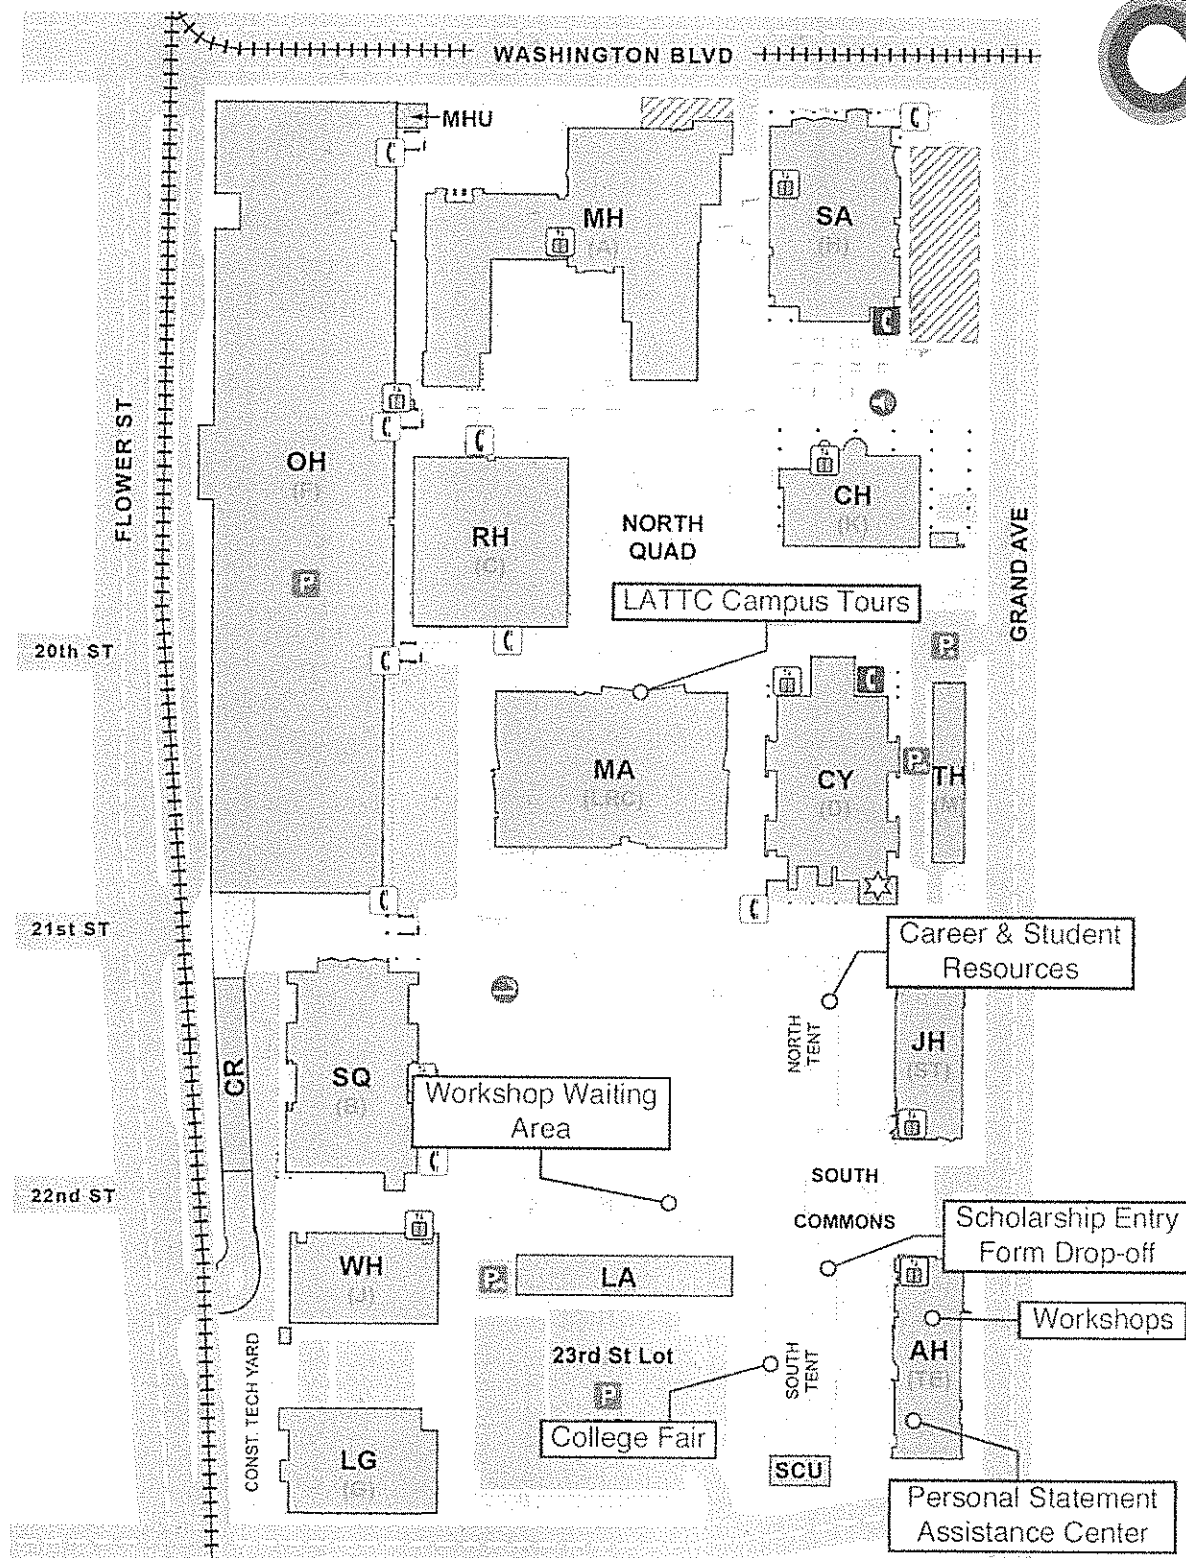 WASHINGTON BLVD
MHU
MH
(A)
SA
FLOWER ST
OH
(F)
RH
(C)
NORTH
QUAD
CH
(K)
GRAND AVE
LATTC Campus Tours
20th ST
P
P
MA
(LRC)
CY
(D)
P
TH
21st ST
Career & Student
Resources
NORTH
TENT
JH
(ST)
CR
SQ
(B)
Workshop Waiting
Area
22nd ST
SOUTH
COMMONS
Scholarship Entry
Form Drop-off
WH
(J)
P
LA
Workshops
AH
23rd St Lot
P
SOUTH
TENT
College Fair
CONST. TECH YARD
LG
(G)
SCU
Personal Statement
Assistance Center